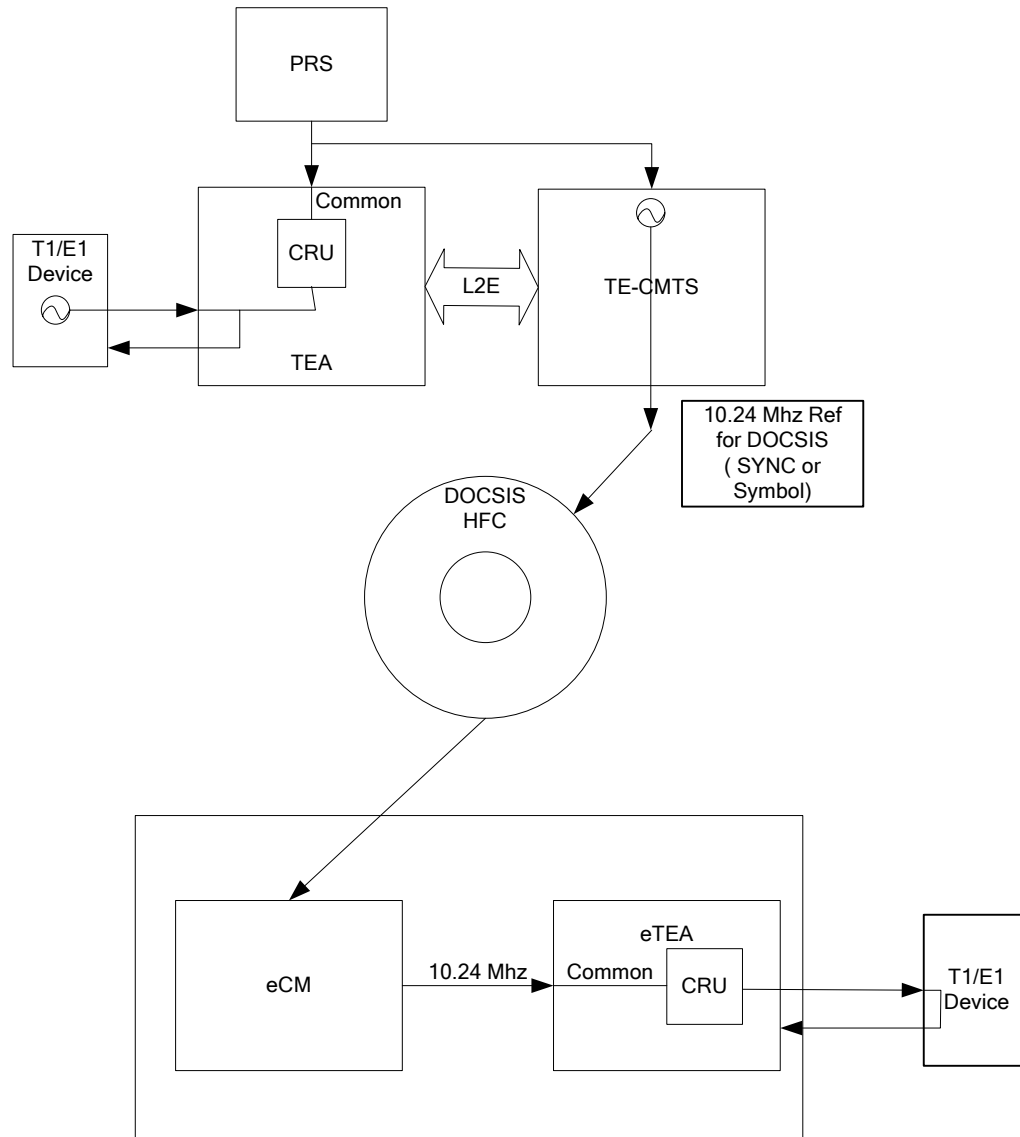 PRS
Common
CRU
T1/E1
Device
L2E
TE-CMTS
TEA
10.24 Mhz Ref
for DOCSIS
( SYNC or
Symbol)
DOCSIS
HFC
eTEA
10.24 Mhz
Common
CRU
eCM
T1/E1
Device